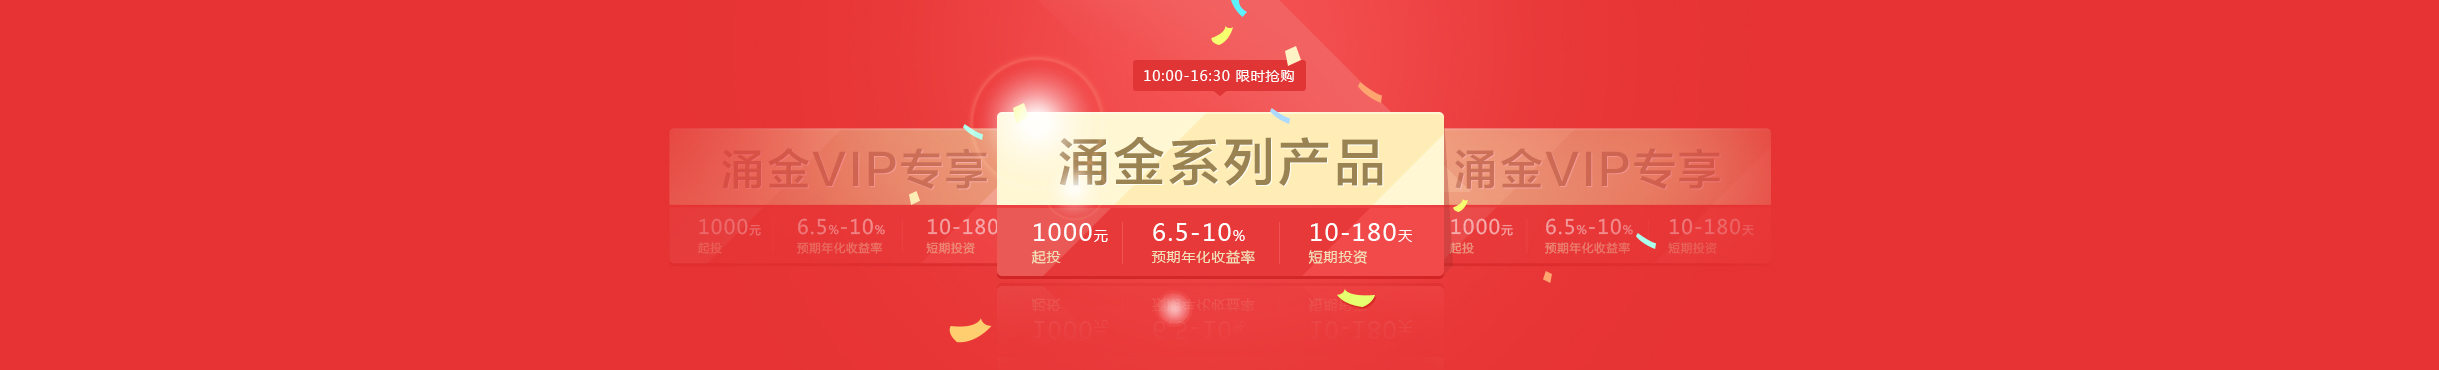 10:00-16:30 限时抢购
涌金VIP专享
1000元 6.5%-10% 10-180
起投 预期年化收益率 短期投资
涌金系列产品
1000元 6.5-10% 10-180天
起投 预期年化收益率 短期投资
涌金VIP专享
1000元 6.5%-10% 10-180天
起投 预期年化收益率 短期投资